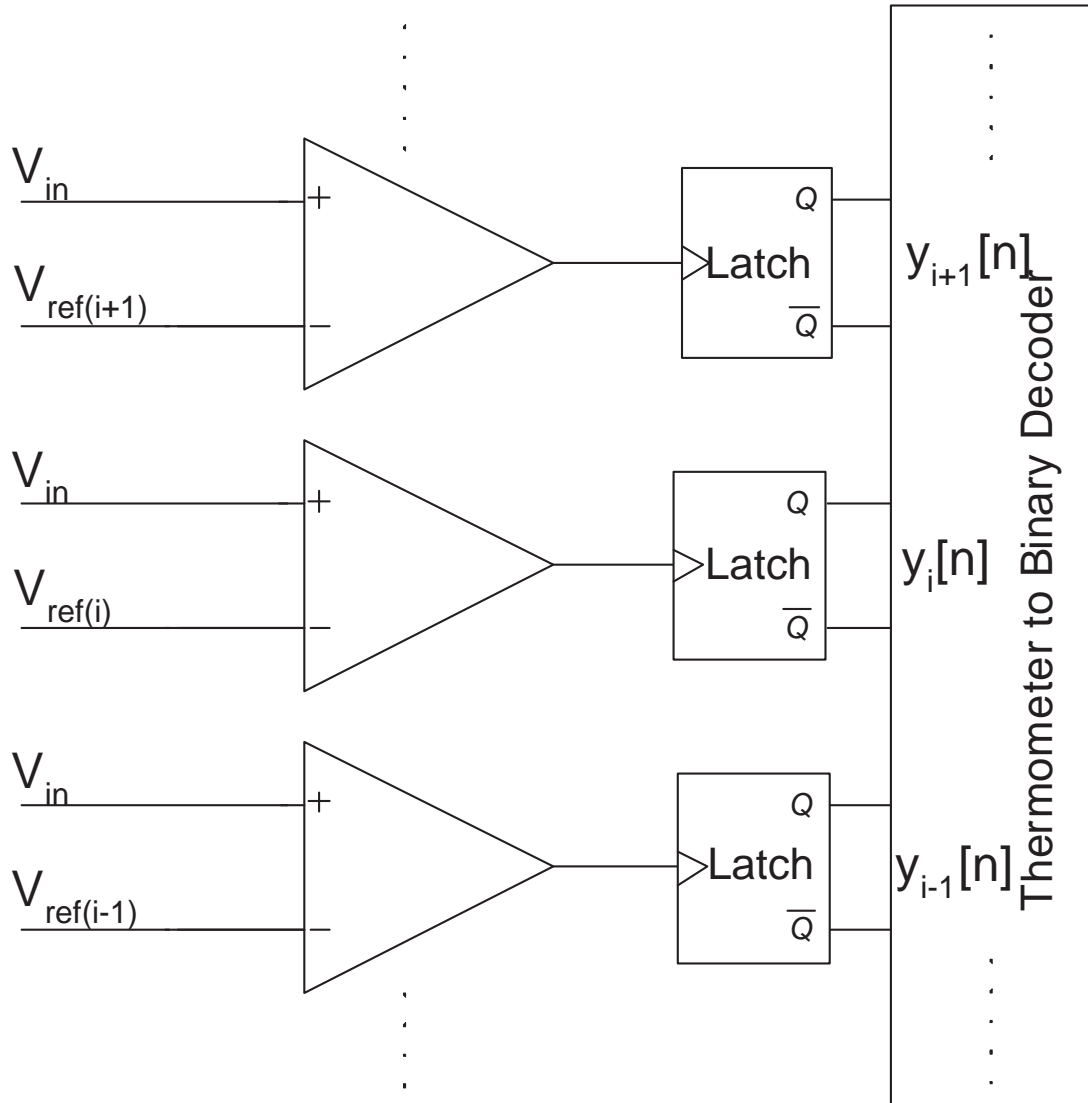 V_in
+
Q
V_ref(i+1)
−
Latch
Q̅
y_i+1[n]
V_in
+
Q
V_ref(i)
−
Latch
Q̅
y_i[n]
V_in
+
Q
V_ref(i-1)
−
Latch
Q̅
y_i-1[n]
Thermometer to Binary Decoder